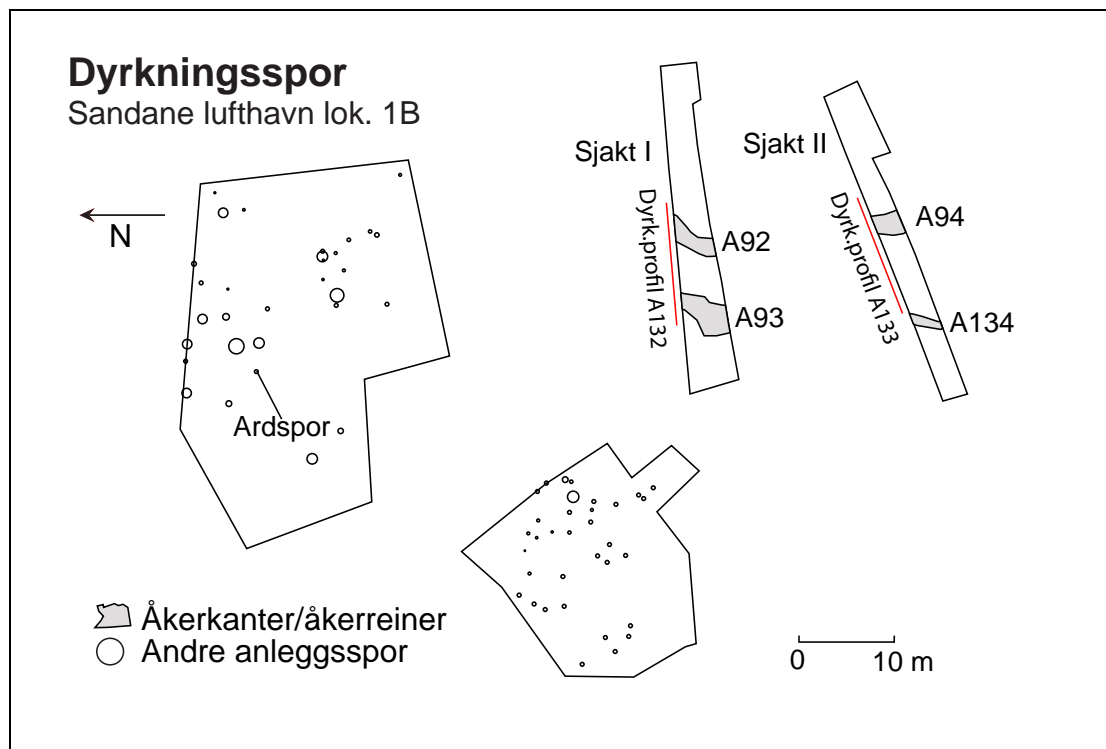 Dyrkningsspor
Sandane lufthavn lok. 1B
N
Ardspor
Sjakt I
Dyrk.profil A132
A92
A93
Sjakt II
Dyrk.profil A133
A94
A134
Åkerkanter/åkerreiner
Andre anleggsspor
0 10 m